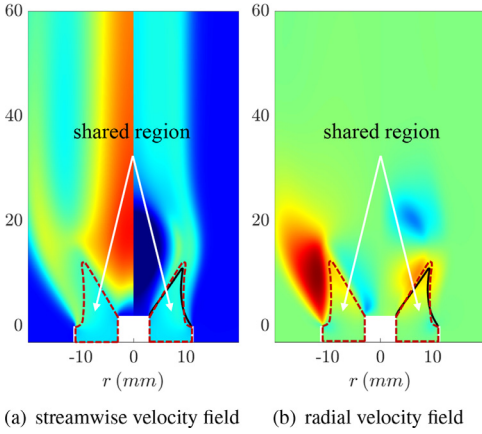 60
40
20
0
shared region
-10 0 10
r (mm)
(a) streamwise velocity field
60
40
20
0
shared region
-10 0 10
r (mm)
(b) radial velocity field